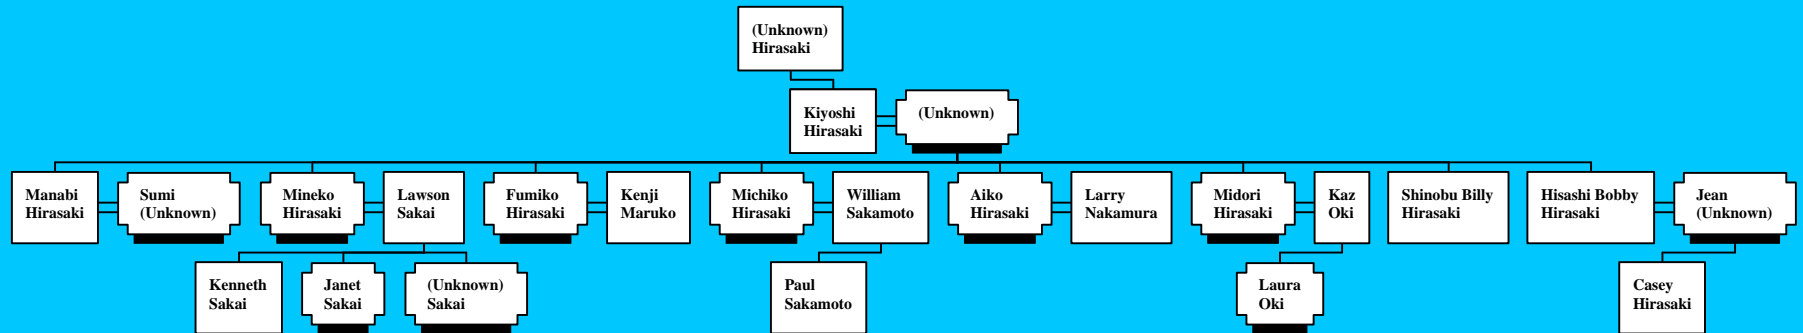 (Unknown)
Hirasaki
Kiyoshi
Hirasaki
(Unknown)
Manabi
Hirasaki
Sumi
(Unknown)
Mineko
Hirasaki
Lawson
Sakai
Fumiko
Hirasaki
Kenji
Maruko
Michiko
Hirasaki
William
Sakamoto
Aiko
Hirasaki
Larry
Nakamura
Midori
Hirasaki
Kaz
Oki
Shinobu Billy
Hirasaki
Hisashi Bobby
Hirasaki
Jean
(Unknown)
Kenneth
Sakai
Janet
Sakai
(Unknown)
Sakai
Paul
Sakamoto
Laura
Oki
Casey
Hirasaki